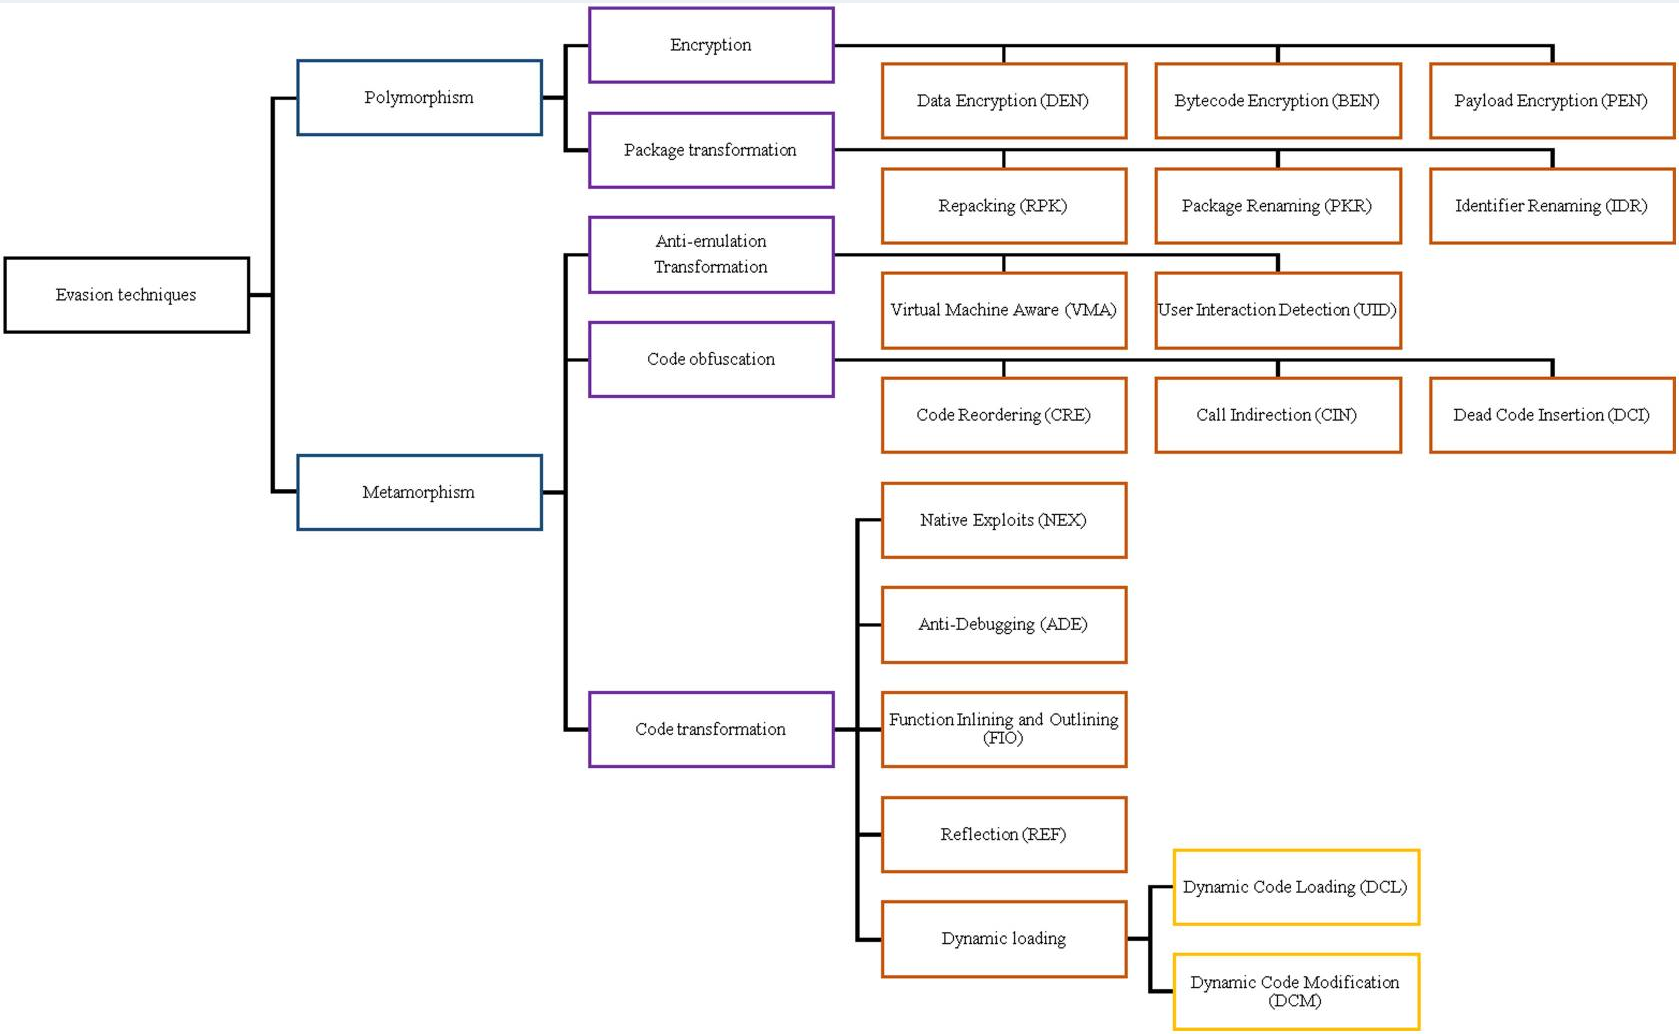 Encryption
Data Encryption (DEN)
Bytecode Encryption (BEN)
Payload Encryption (PEN)
Polymorphism
Package transformation
Repacking (RPK)
Package Renaming (PKR)
Identifier Renaming (IDR)
Anti-emulation
Transformation
Virtual Machine Aware (VMA)
User Interaction Detection (UID)
Evasion techniques
Code obfuscation
Code Reordering (CRE)
Call Indirection (CIN)
Dead Code Insertion (DCI)
Metamorphism
Native Exploits (NEX)
Anti-Debugging (ADE)
Code transformation
Function Inlining and Outlining
(FIO)
Reflection (REF)
Dynamic loading
Dynamic Code Loading (DCL)
Dynamic Code Modification
(DCM)